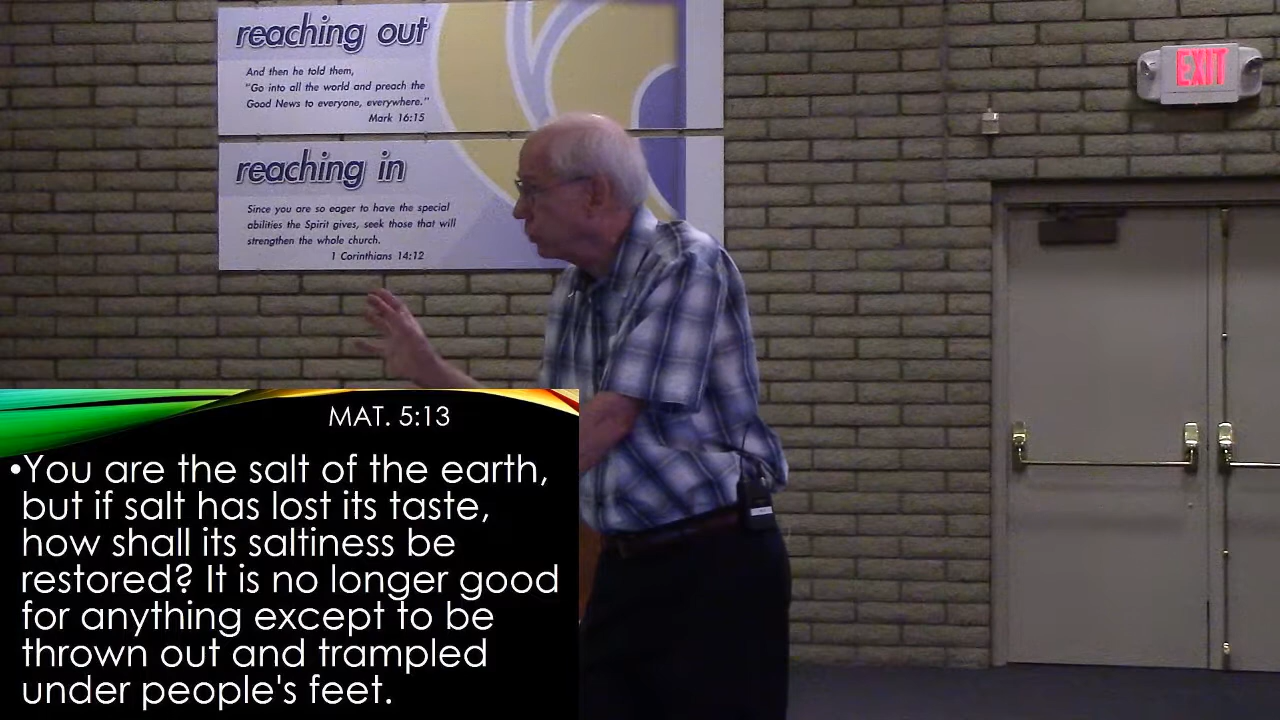 reaching out
And then he told them,
“Go into all the world and preach the
Good News to everyone, everywhere.”
Mark 16:15
reaching in
Since you are so eager to have the special
abilities the Spirit gives, seek those that will
strengthen the whole church.
1 Corinthians 14:12
EXIT
MAT. 5:13
•You are the salt of the earth,
but if salt has lost its taste,
how shall its saltiness be
restored? It is no longer good
for anything except to be
thrown out and trampled
under people's feet.